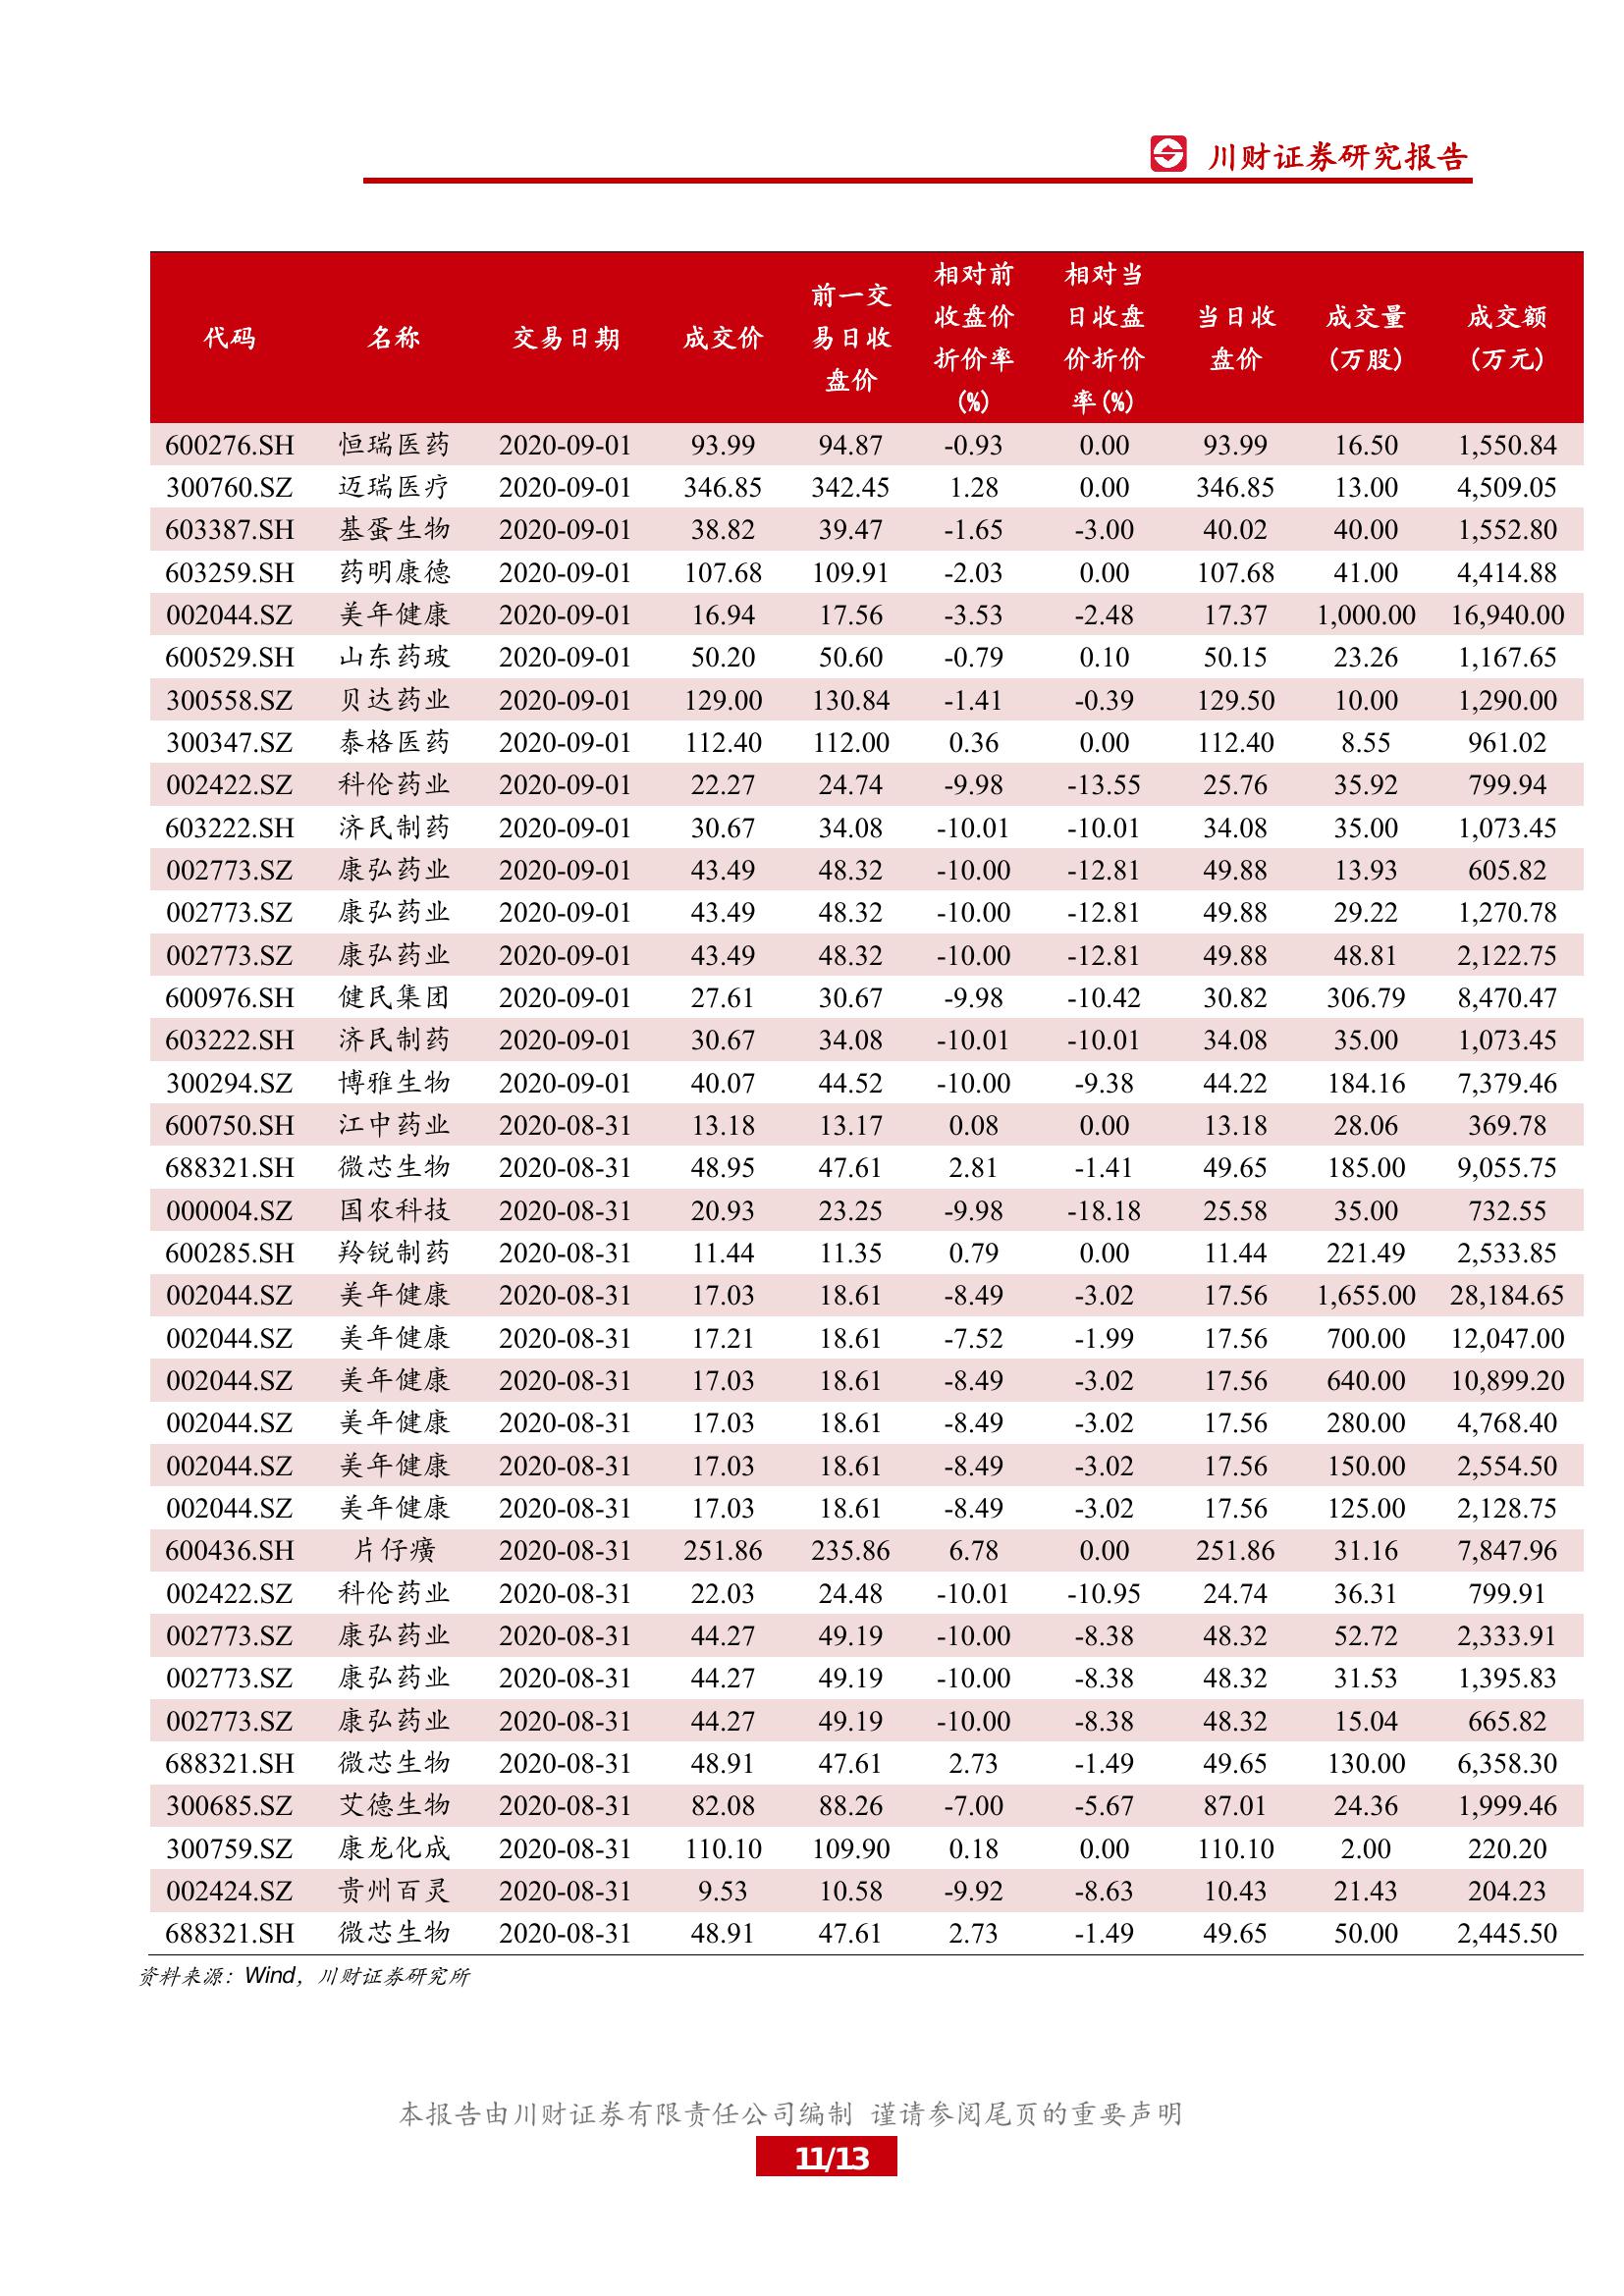 川财证券研究报告
代码 名称 交易日期 成交价 前一交易日收盘价 相对前收盘价折价率(%) 相对当日收盘价折价率(%) 当日收盘价 成交量(万股) 成交额(万元)
600276.SH 恒瑞医药 2020-09-01 93.99 94.87 -0.93 0.00 93.99 16.50 1,550.84
300760.SZ 迈瑞医疗 2020-09-01 346.85 342.45 1.28 0.00 346.85 13.00 4,509.05
603387.SH 基蛋生物 2020-09-01 38.82 39.47 -1.65 -3.00 40.02 40.00 1,552.80
603259.SH 药明康德 2020-09-01 107.68 109.91 -2.03 0.00 107.68 41.00 4,414.88
002044.SZ 美年健康 2020-09-01 16.94 17.56 -3.53 -2.48 17.37 1,000.00 16,940.00
600529.SH 山东药玻 2020-09-01 50.20 50.60 -0.79 0.10 50.15 23.26 1,167.65
300558.SZ 贝达药业 2020-09-01 129.00 130.84 -1.41 -0.39 129.50 10.00 1,290.00
300347.SZ 泰格医药 2020-09-01 112.40 112.00 0.36 0.00 112.40 8.55 961.02
002422.SZ 科伦药业 2020-09-01 22.27 24.74 -9.98 -13.55 25.76 35.92 799.94
603222.SH 济民制药 2020-09-01 30.67 34.08 -10.01 -10.01 34.08 35.00 1,073.45
002773.SZ 康弘药业 2020-09-01 43.49 48.32 -10.00 -12.81 49.88 13.93 605.82
002773.SZ 康弘药业 2020-09-01 43.49 48.32 -10.00 -12.81 49.88 29.22 1,270.78
002773.SZ 康弘药业 2020-09-01 43.49 48.32 -10.00 -12.81 49.88 48.81 2,122.75
600976.SH 健民集团 2020-09-01 27.61 30.67 -9.98 -10.42 30.82 306.79 8,470.47
603222.SH 济民制药 2020-09-01 30.67 34.08 -10.01 -10.01 34.08 35.00 1,073.45
300294.SZ 博雅生物 2020-09-01 40.07 44.52 -10.00 -9.38 44.22 184.16 7,379.46
600750.SH 江中药业 2020-08-31 13.18 13.17 0.08 0.00 13.18 28.06 369.78
688321.SH 微芯生物 2020-08-31 48.95 47.61 2.81 -1.41 49.65 185.00 9,055.75
000004.SZ 国农科技 2020-08-31 20.93 23.25 -9.98 -18.18 25.58 35.00 732.55
600285.SH 羚锐制药 2020-08-31 11.44 11.35 0.79 0.00 11.44 221.49 2,533.85
002044.SZ 美年健康 2020-08-31 17.03 18.61 -8.49 -3.02 17.56 1,655.00 28,184.65
002044.SZ 美年健康 2020-08-31 17.21 18.61 -7.52 -1.99 17.56 700.00 12,047.00
002044.SZ 美年健康 2020-08-31 17.03 18.61 -8.49 -3.02 17.56 640.00 10,899.20
002044.SZ 美年健康 2020-08-31 17.03 18.61 -8.49 -3.02 17.56 280.00 4,768.40
002044.SZ 美年健康 2020-08-31 17.03 18.61 -8.49 -3.02 17.56 150.00 2,554.50
002044.SZ 美年健康 2020-08-31 17.03 18.61 -8.49 -3.02 17.56 125.00 2,128.75
600436.SH 片仔癀 2020-08-31 251.86 235.86 6.78 0.00 251.86 31.16 7,847.96
002422.SZ 科伦药业 2020-08-31 22.03 24.48 -10.01 -10.95 24.74 36.31 799.91
002773.SZ 康弘药业 2020-08-31 44.27 49.19 -10.00 -8.38 48.32 52.72 2,333.91
002773.SZ 康弘药业 2020-08-31 44.27 49.19 -10.00 -8.38 48.32 31.53 1,395.83
002773.SZ 康弘药业 2020-08-31 44.27 49.19 -10.00 -8.38 48.32 15.04 665.82
688321.SH 微芯生物 2020-08-31 48.91 47.61 2.73 -1.49 49.65 130.00 6,358.30
300685.SZ 艾德生物 2020-08-31 82.08 88.26 -7.00 -5.67 87.01 24.36 1,999.46
300759.SZ 康龙化成 2020-08-31 110.10 109.90 0.18 0.00 110.10 2.00 220.20
002424.SZ 贵州百灵 2020-08-31 9.53 10.58 -9.92 -8.63 10.43 21.43 204.23
688321.SH 微芯生物 2020-08-31 48.91 47.61 2.73 -1.49 49.65 50.00 2,445.50
资料来源：Wind，川财证券研究所
本报告由川财证券有限责任公司编制 谨请参阅尾页的重要声明
11/13